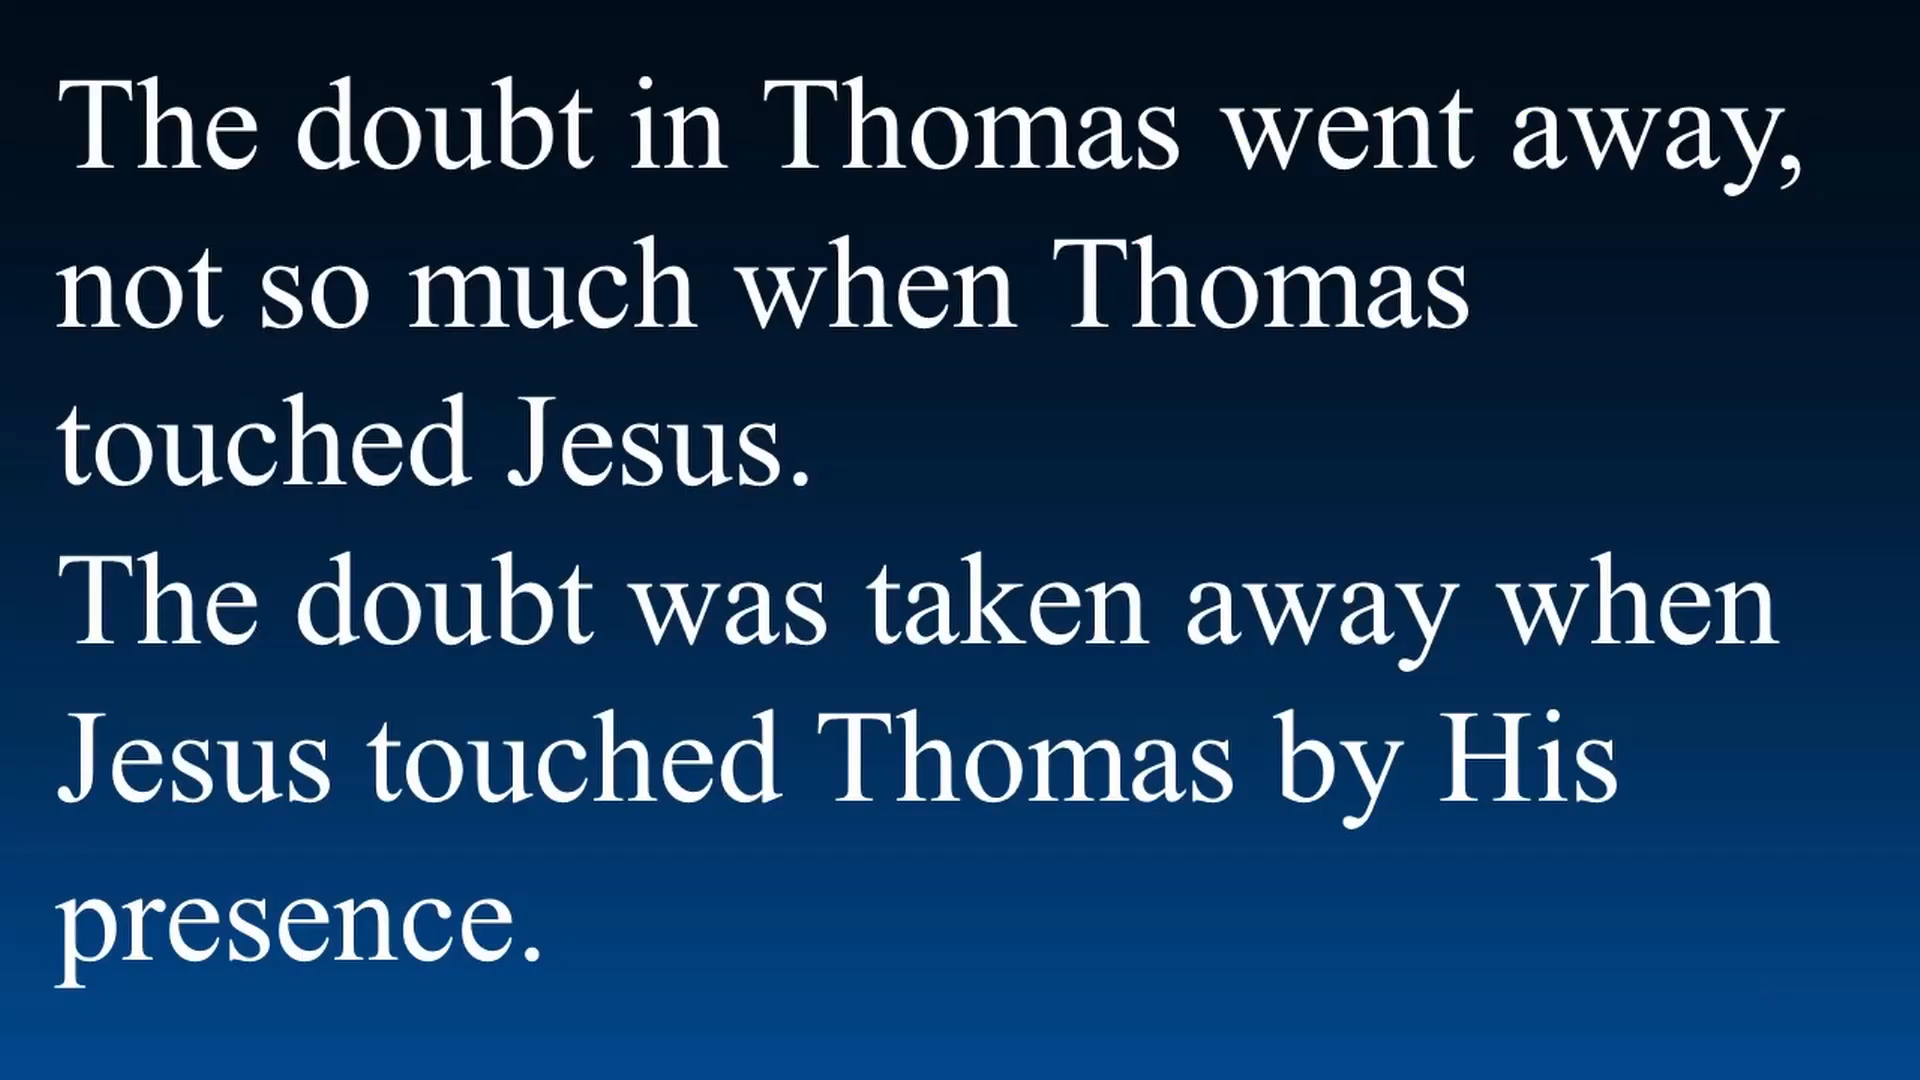 The doubt in Thomas went away,
not so much when Thomas
touched Jesus.
The doubt was taken away when
Jesus touched Thomas by His
presence.